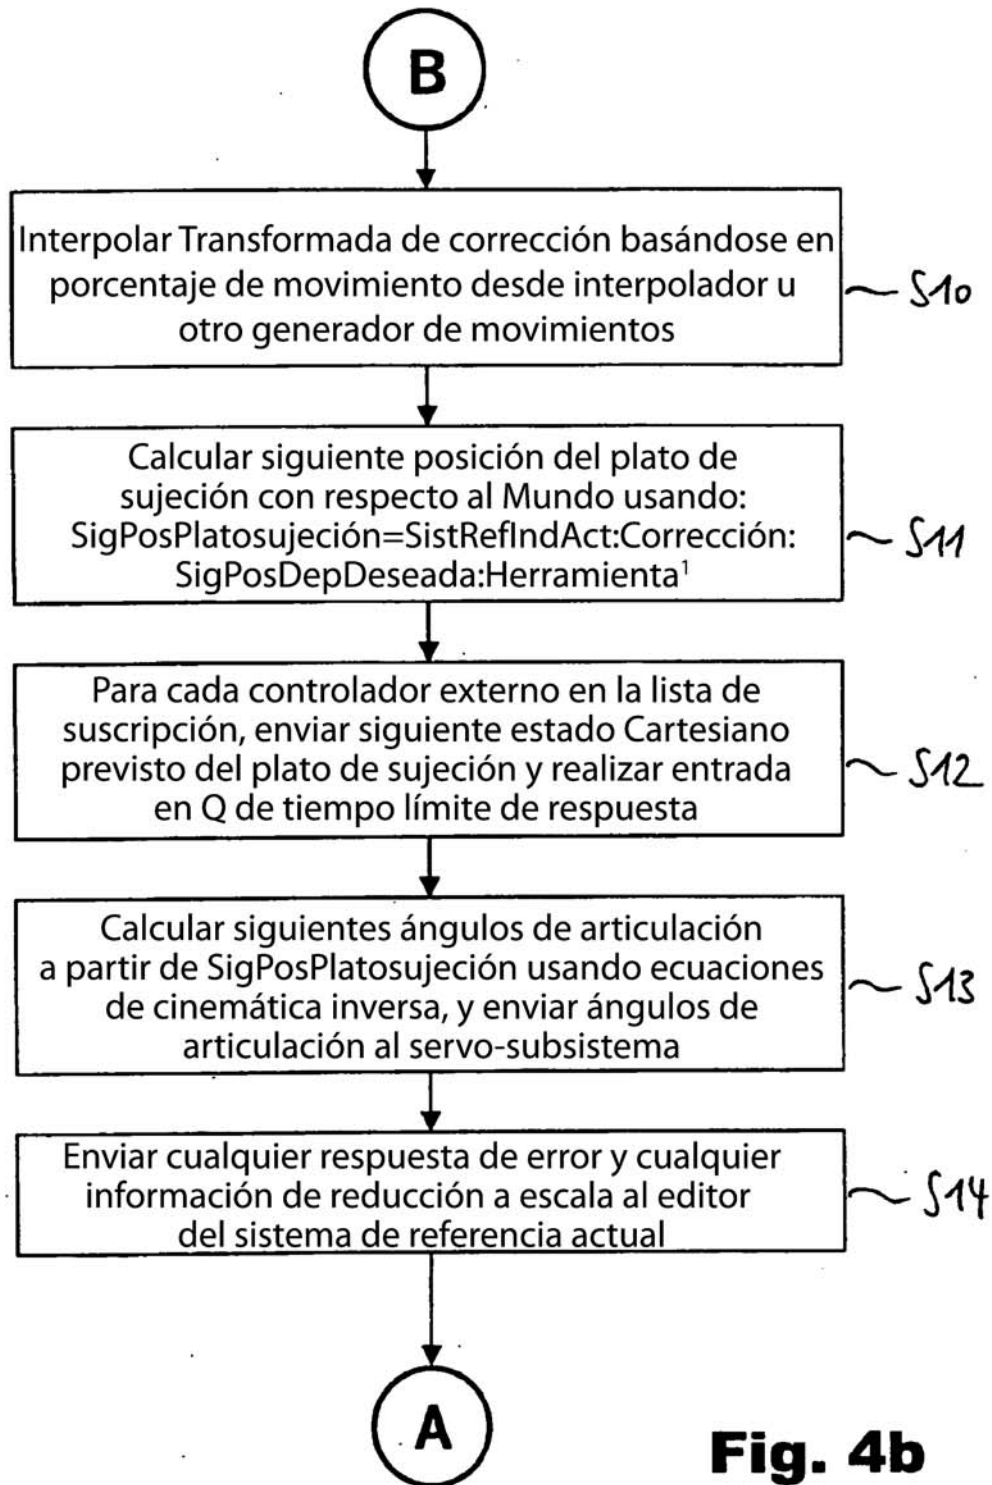 B
Interpolar Transformada de corrección basándose en
porcentaje de movimiento desde interpolador u
otro generador de movimientos
S10
Calcular siguiente posición del plato de
sujeción con respecto al Mundo usando:
SigPosPlatosujeción=SistRefIndAct:Corrección:
SigPosDepDeseada:Herramienta¹
S11
Para cada controlador externo en la lista de
suscripción, enviar siguiente estado Cartesiano
previsto del plato de sujeción y realizar entrada
en Q de tiempo límite de respuesta
S12
Calcular siguientes ángulos de articulación
a partir de SigPosPlatosujeción usando ecuaciones
de cinemática inversa, y enviar ángulos de
articulación al servo-subsistema
S13
Enviar cualquier respuesta de error y cualquier
información de reducción a escala al editor
del sistema de referencia actual
S14
A
Fig. 4b